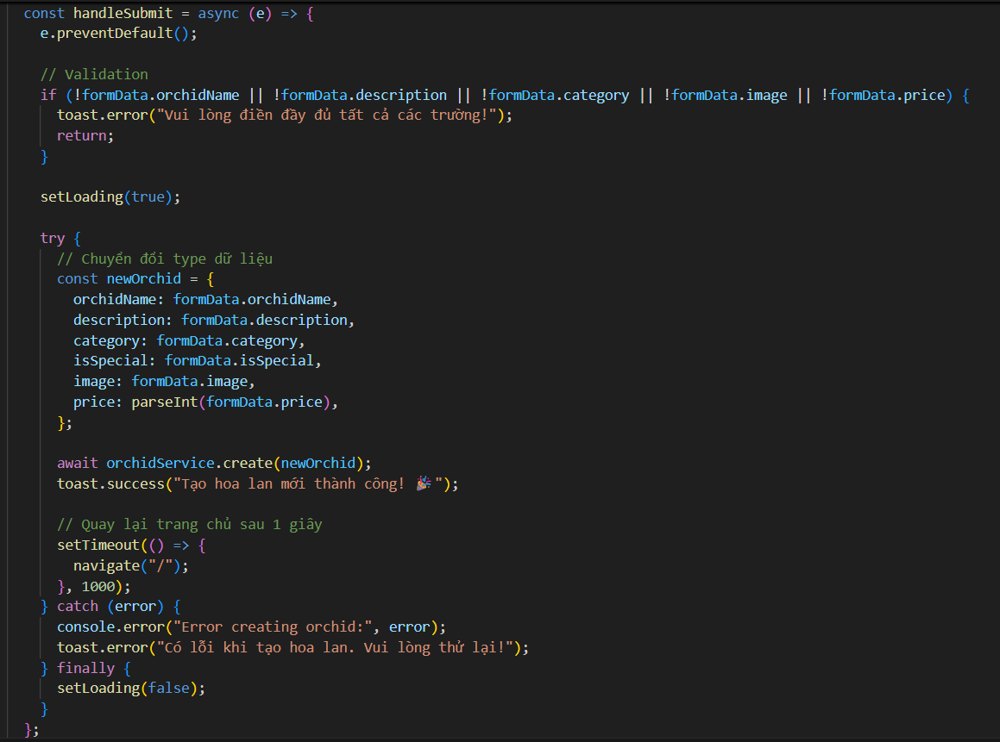 const handleSubmit = async (e) => {
e.preventDefault();
// Validation
if (!formData.orchidName || !formData.description || !formData.category || !formData.image || !formData.price) {
toast.error("Vui lòng điền đầy đủ tất cả các trường!");
return;
}
setLoading(true);
try {
// Chuyển đổi type dữ liệu
const newOrchid = {
orchidName: formData.orchidName,
description: formData.description,
category: formData.category,
isSpecial: formData.isSpecial,
image: formData.image,
price: parseInt(formData.price),
};
await orchidService.create(newOrchid);
toast.success("Tạo hoa lan mới thành công! 🎉");
// Quay lại trang chủ sau 1 giây
setTimeout(() => {
navigate("/");
}, 1000);
} catch (error) {
console.error("Error creating orchid:", error);
toast.error("Có lỗi khi tạo hoa lan. Vui lòng thử lại!");
} finally {
setLoading(false);
}
};